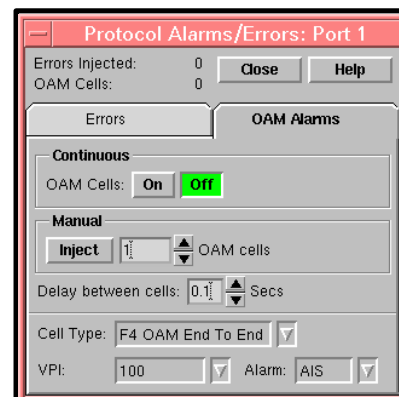 Protocol Alarms/Errors: Port 1
Errors Injected: 0
OAM Cells: 0
Close Help
Errors OAM Alarms
Continuous
OAM Cells: On Off
Manual
Inject 1 OAM cells
Delay between cells: 0.1 Secs
Cell Type: F4 OAM End To End
VPI: 100 Alarm: AIS